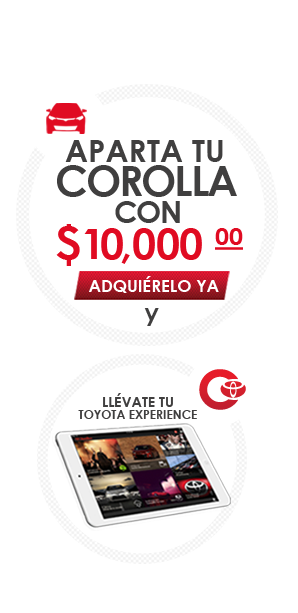 APARTA TU
COROLLA
CON
$10,000 00
ADQUIÉRELO YA
y
LLÉVATE TU
TOYOTA EXPERIENCE